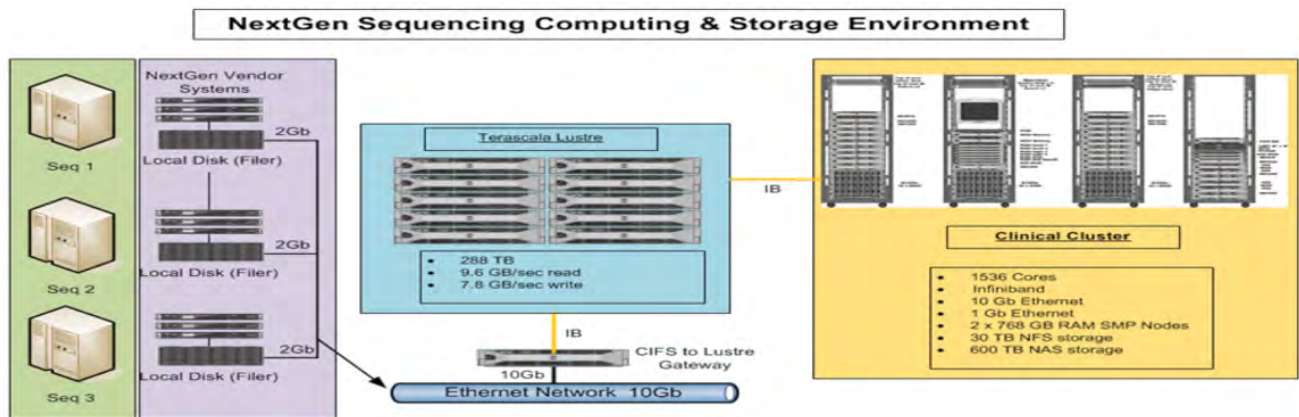 NextGen Sequencing Computing & Storage Environment
NextGen Vendor
Systems
2Gb
Local Disk (Filer)
Seq 1
2Gb
Local Disk (Filer)
Seq 2
2Gb
Local Disk (Filer)
Seq 3
Terascala Lustre
288 TB
9.6 GB/sec read
7.8 GB/sec write
IB
IB
CIFS to Lustre
Gateway
10Gb
Ethernet Network 10Gb
Clinical Cluster
1536 Cores
Infiniband
10 Gb Ethernet
1 Gb Ethernet
2 x 768 GB RAM SMP Nodes
30 TB NFS storage
600 TB NAS storage